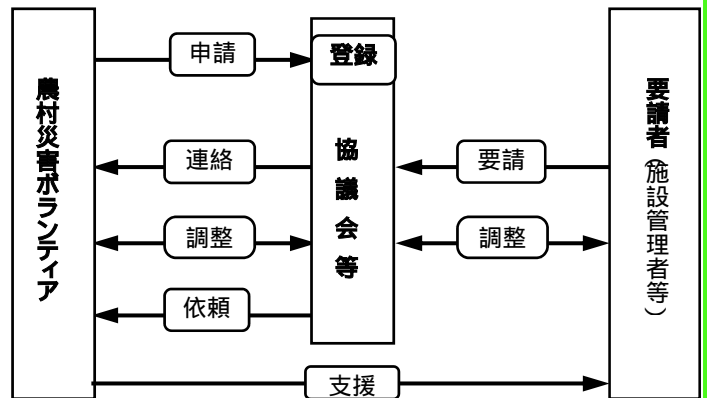 農村災害ボランティア
申請
登録
協議会等
連絡
要請
調整
調整
依頼
支援
要請者（施設管理者等）